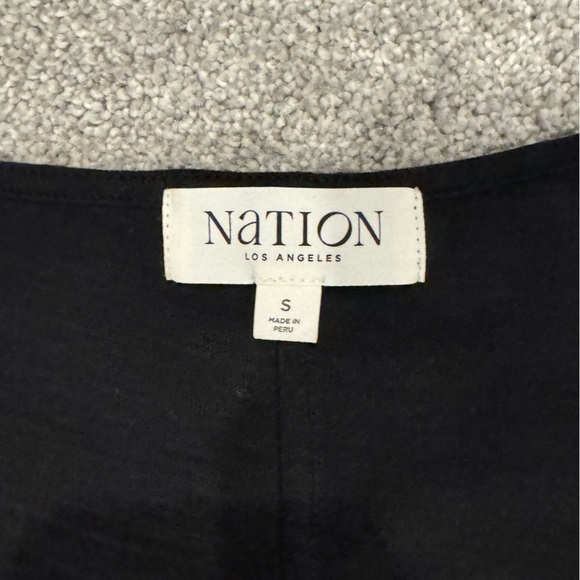 NaTION
LOS ANGELES
S
MADE IN
PERU